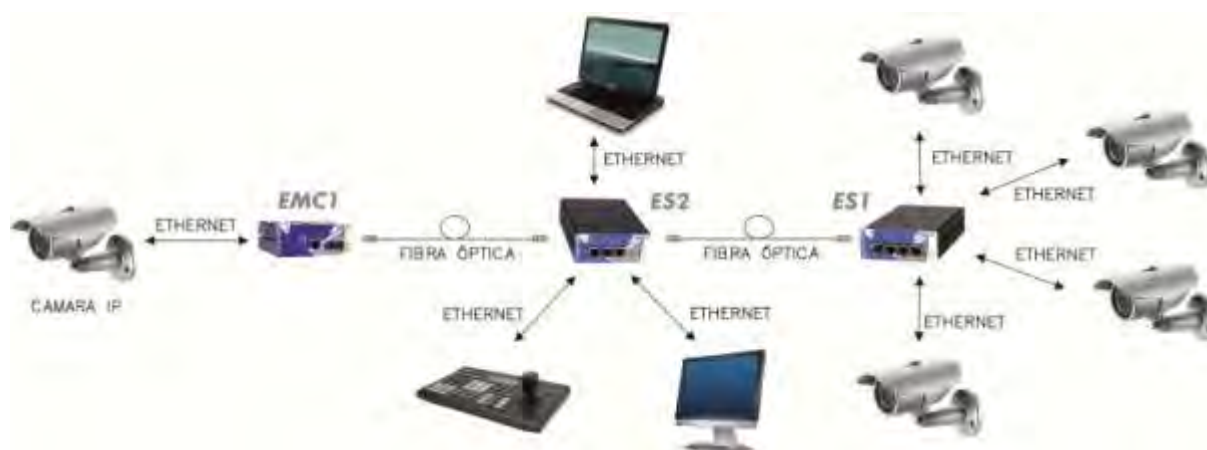 ETHERNET
ETHERNET
ETHERNET
EMC1
ES2
ES1
ETHERNET
FIBRA ÓPTICA
FIBRA ÓPTICA
ETHERNET
CAMARA IP
ETHERNET
ETHERNET
ETHERNET